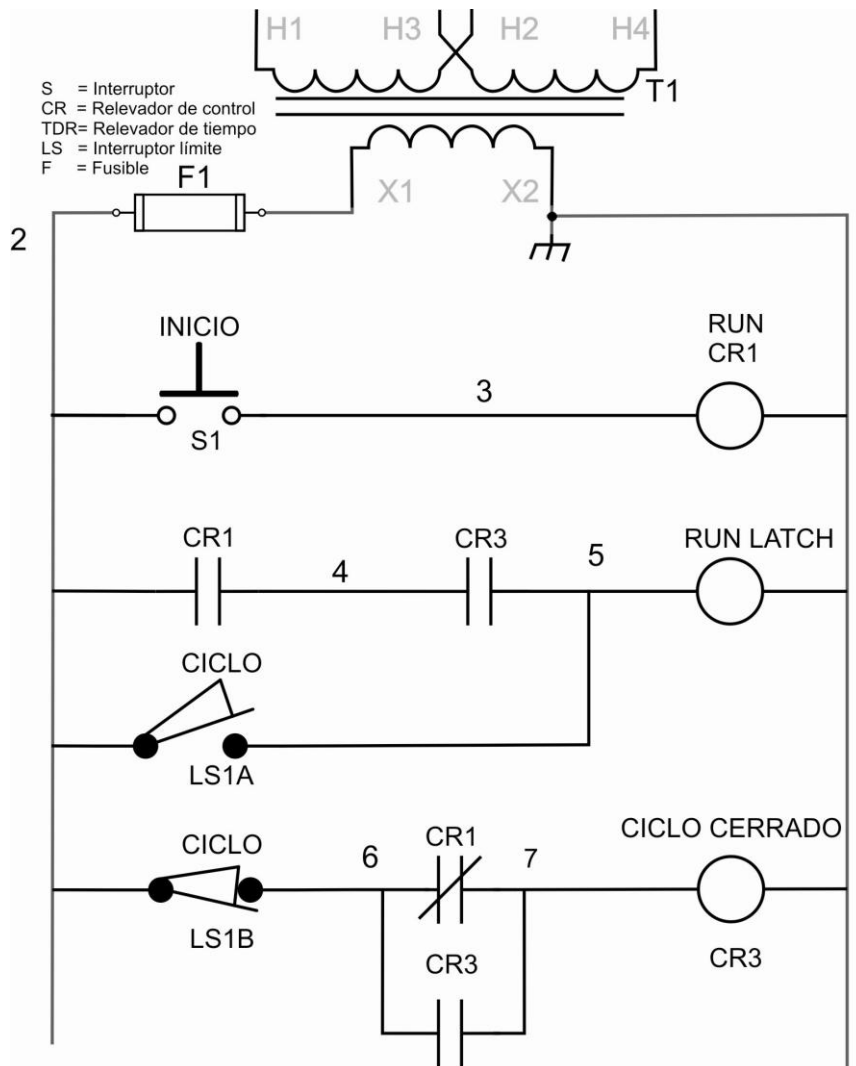 H1 H3 H2 H4
T1
S = Interruptor
CR = Relevador de control
TDR= Relevador de tiempo
LS = Interruptor límite
F = Fusible
F1
X1 X2
2
INICIO
RUN
CR1
3
S1
CR1
4
CR3
5
RUN LATCH
CICLO
LS1A
CICLO
6
CR1
7
CICLO CERRADO
LS1B
CR3
CR3